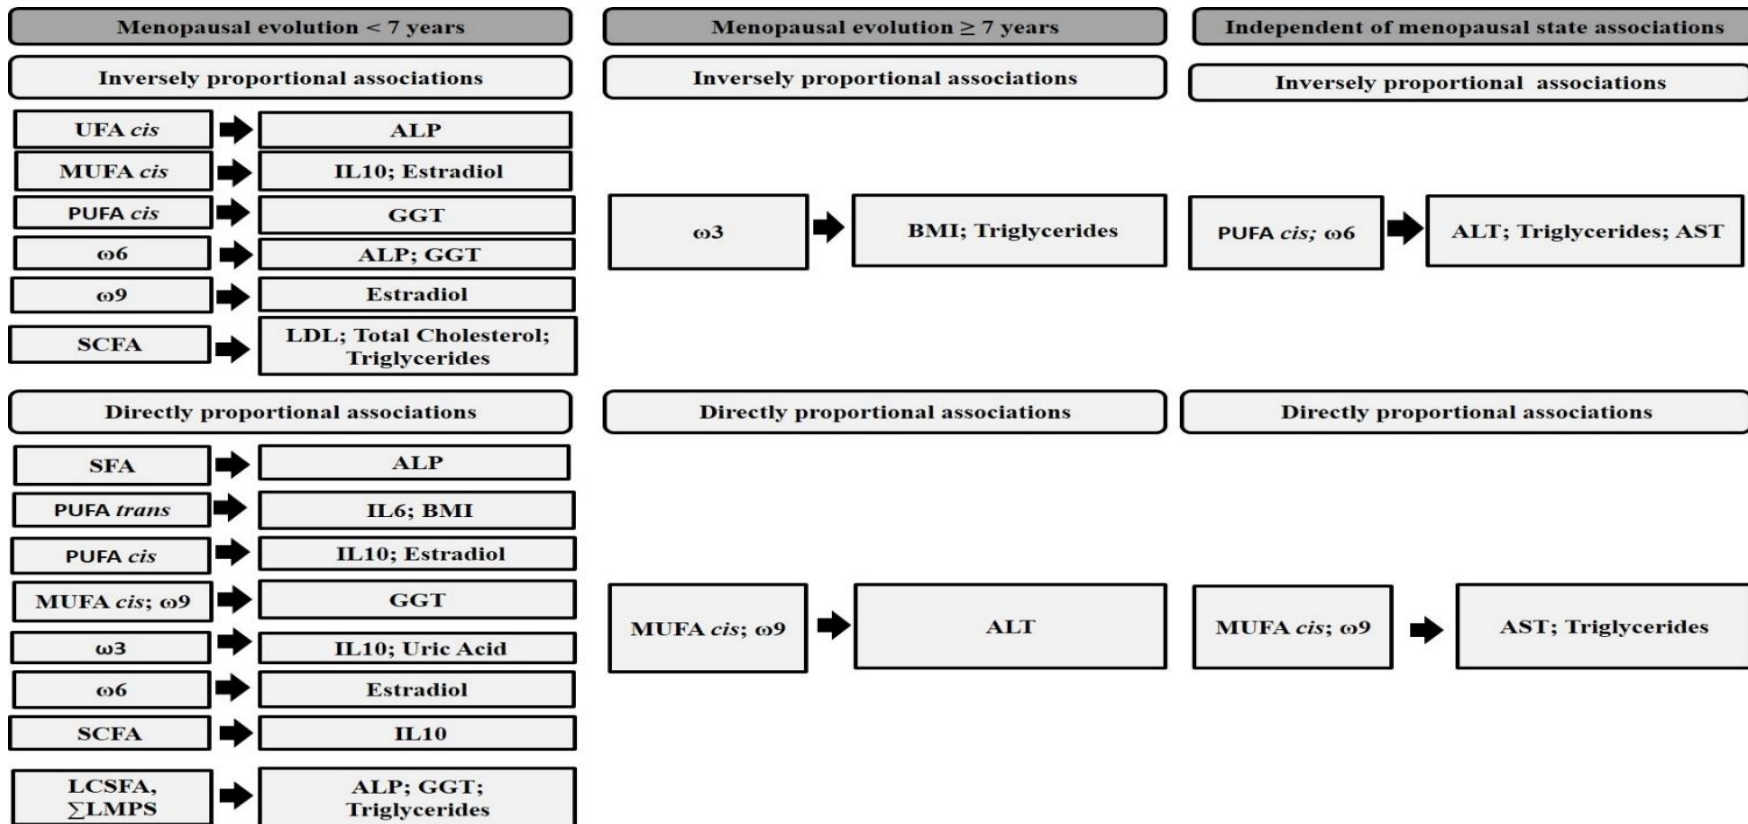 Menopausal evolution < 7 years
Inversely proportional associations
UFA cis
ALP
MUFA cis
IL10; Estradiol
PUFA cis
GGT
ω6
ALP; GGT
ω9
Estradiol
SCFA
LDL; Total Cholesterol;
Triglycerides
Directly proportional associations
SFA
ALP
PUFA trans
IL6; BMI
PUFA cis
IL10; Estradiol
MUFA cis; ω9
GGT
ω3
IL10; Uric Acid
ω6
Estradiol
SCFA
IL10
LCSFA,
∑LMPS
ALP; GGT;
Triglycerides
Menopausal evolution ≥ 7 years
Inversely proportional associations
ω3
BMI; Triglycerides
Directly proportional associations
MUFA cis; ω9
ALT
Independent of menopausal state associations
Inversely proportional associations
PUFA cis; ω6
ALT; Triglycerides; AST
Directly proportional associations
MUFA cis; ω9
AST; Triglycerides